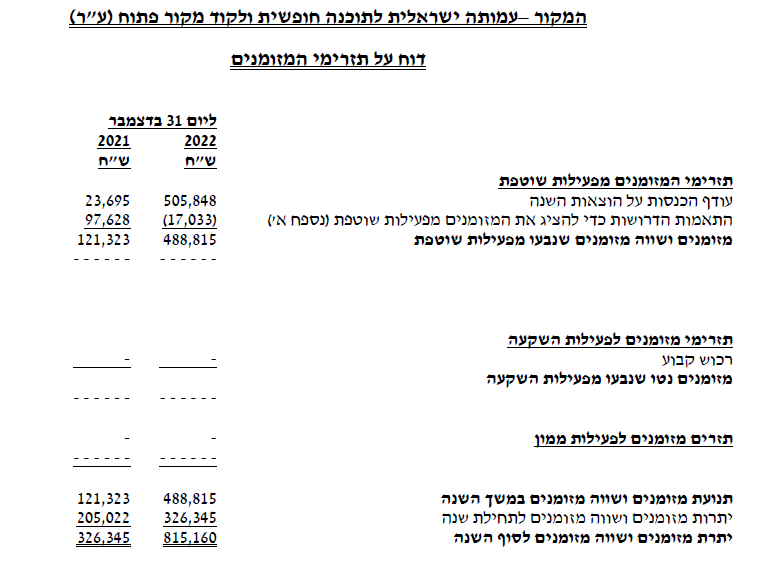 המקור –עמותה ישראלית לתוכנה חופשית ולקוד מקור פתוח (ע״ר)
דוח על תזרימי המזומנים
ליום 31 בדצמבר
2022 2021
ש״ח ש״ח
תזרימי המזומנים מפעילות שוטפת
עודף הכנסות על הוצאות השנה 505,848 23,695
התאמות הדרושות כדי להציג את המזומנים מפעילות שוטפת (נספח א׳) (17,033) 97,628
מזומנים ושווה מזומנים שנבעו מפעילות שוטפת 488,815 121,323
- - - - - - - - - - - -
תזרימי מזומנים לפעילות השקעה
רכוש קבוע - -
מזומנים נטו שנבעו מפעילות השקעה
- - - - - - - - - - - -
תזרים מזומנים לפעילות ממון - -
- - - - - - - - - - - -
תנועת מזומנים ושווה מזומנים במשך השנה 488,815 121,323
יתרות מזומנים ושווה מזומנים לתחילת שנה 326,345 205,022
יתרת מזומנים ושווה מזומנים לסוף השנה 815,160 326,345